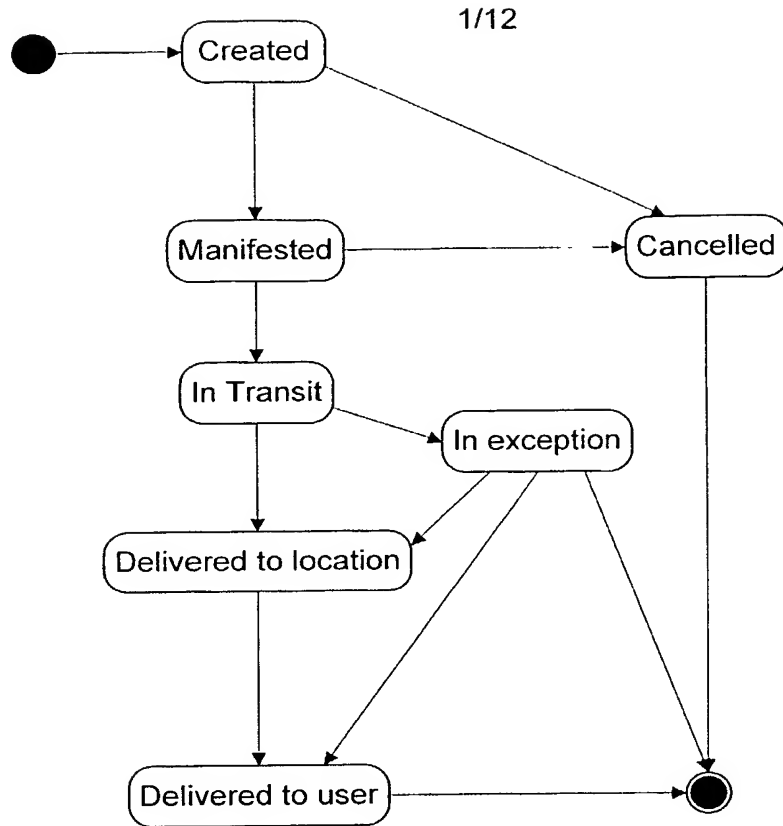 1/12
Created
Manifested
Cancelled
In Transit
In exception
Delivered to location
Delivered to user